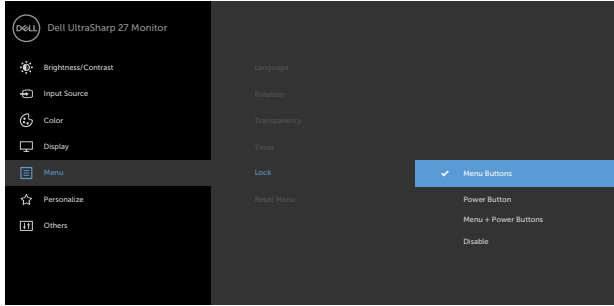 DELL Dell UltraSharp 27 Monitor
Brightness/Contrast
Input Source
Color
Display
Menu
Personalize
Others
Language
Rotation
Transparency
Timer
Lock
Reset Menu
Menu Buttons
Power Button
Menu + Power Buttons
Disable